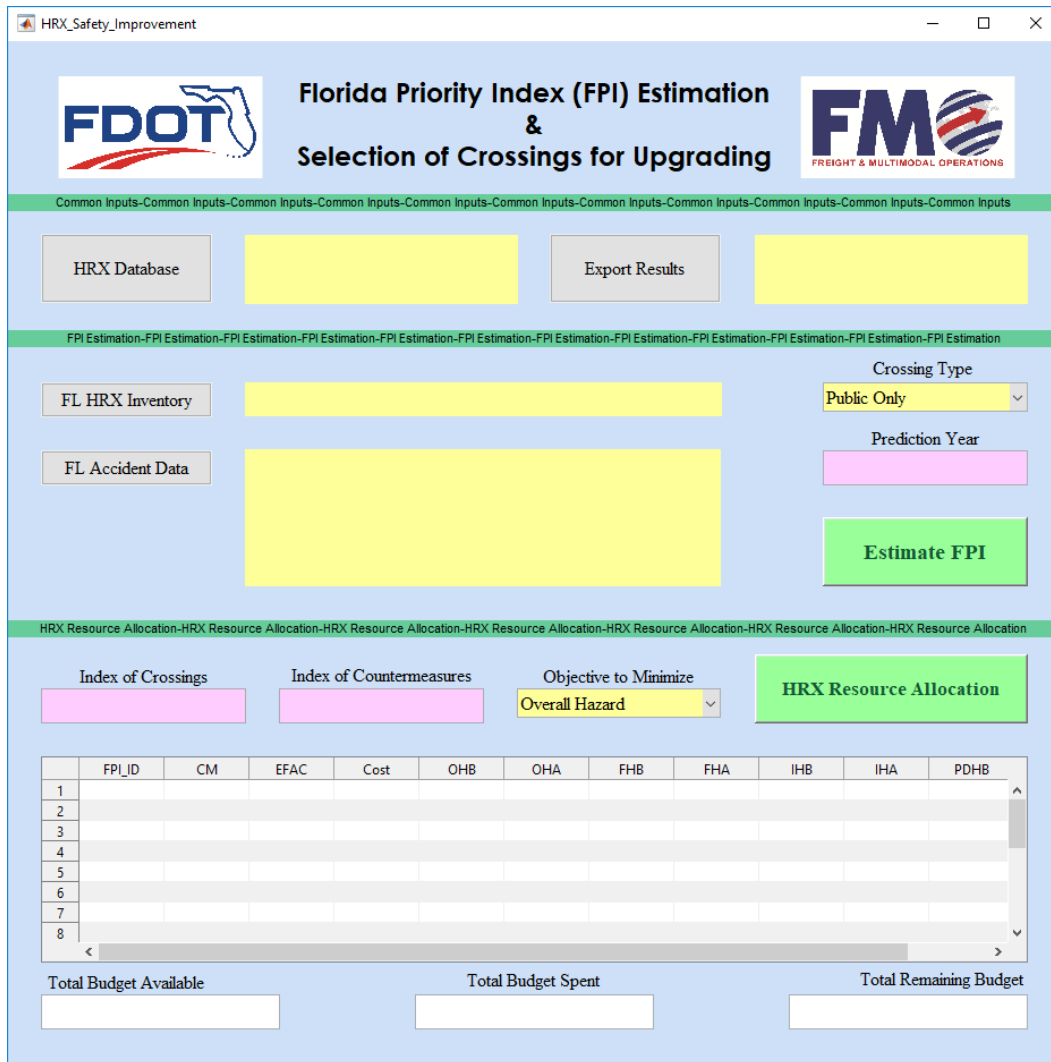 HRX_Safety_Improvement
FDOT
Florida Priority Index (FPI) Estimation
&
Selection of Crossings for Upgrading
FMO
FREIGHT & MULTIMODAL OPERATIONS
Common Inputs-Common Inputs-Common Inputs-Common Inputs-Common Inputs-Common Inputs-Common Inputs-Common Inputs-Common Inputs-Common Inputs-Common Inputs
HRX Database
Export Results
FPI Estimation-FPI Estimation-FPI Estimation-FPI Estimation-FPI Estimation-FPI Estimation-FPI Estimation-FPI Estimation-FPI Estimation-FPI Estimation-FPI Estimation-FPI Estimation
Crossing Type
FL HRX Inventory
Public Only
Prediction Year
FL Accident Data
Estimate FPI
HRX Resource Allocation-HRX Resource Allocation-HRX Resource Allocation-HRX Resource Allocation-HRX Resource Allocation-HRX Resource Allocation-HRX Resource Allocation
Index of Crossings
Index of Countermeasures
Objective to Minimize
Overall Hazard
HRX Resource Allocation
FPI_ID CM EFAC Cost OHB OHA FHB FHA IHB IHA PDHB
1
2
3
4
5
6
7
8
Total Budget Available
Total Budget Spent
Total Remaining Budget